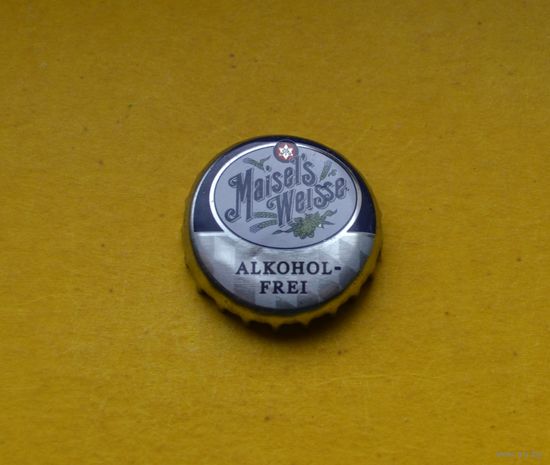 Maisel's
Weisse
ALKOHOL-
FREI